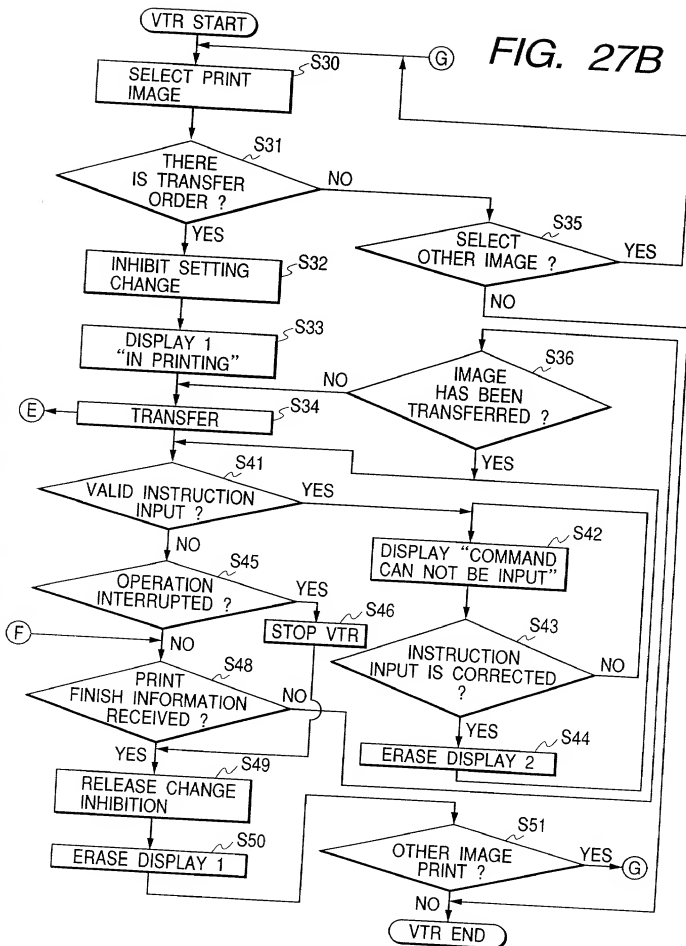 VTR START
G
FIG. 27B
S30
SELECT PRINT
IMAGE
S31
THERE
IS TRANSFER
ORDER ?
NO
YES
S35
SELECT
OTHER IMAGE ?
YES
NO
S32
INHIBIT SETTING
CHANGE
S33
DISPLAY 1
“IN PRINTING”
S36
IMAGE
HAS BEEN
TRANSFERRED ?
NO
YES
E
TRANSFER
S34
S41
VALID INSTRUCTION
INPUT ?
YES
NO
S42
DISPLAY “COMMAND
CAN NOT BE INPUT”
S45
OPERATION
INTERRUPTED ?
YES
NO
S46
STOP VTR
F
S43
INSTRUCTION
INPUT IS CORRECTED
?
NO
YES
S48
PRINT
FINISH INFORMATION
RECEIVED ?
NO
YES
S44
ERASE DISPLAY 2
S49
RELEASE CHANGE
INHIBITION
S50
ERASE DISPLAY 1
S51
OTHER IMAGE
PRINT ?
YES
G
NO
VTR END